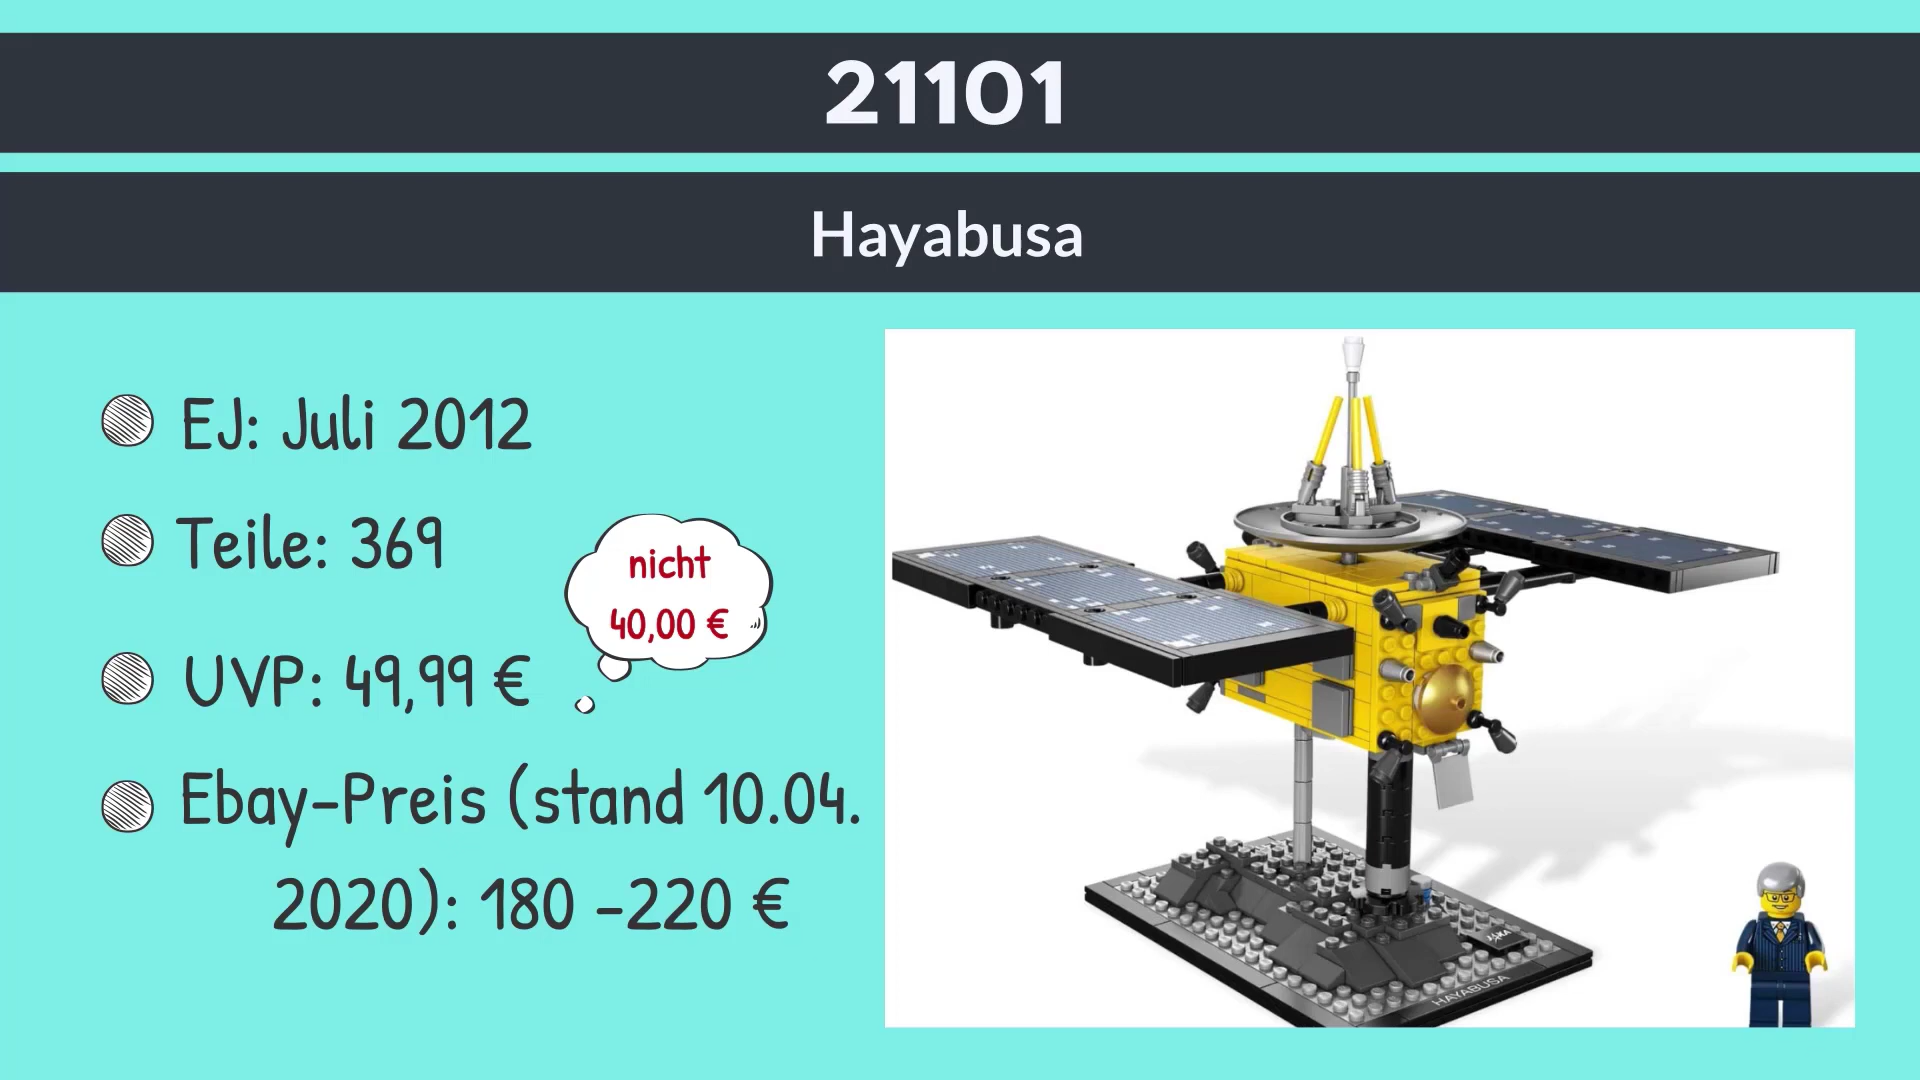 21101
Hayabusa
EJ: Juli 2012
Teile: 369
nicht
40,00 €
UVP: 49,99 €
Ebay-Preis (stand 10.04.
2020): 180 -220 €
HAYABUSA